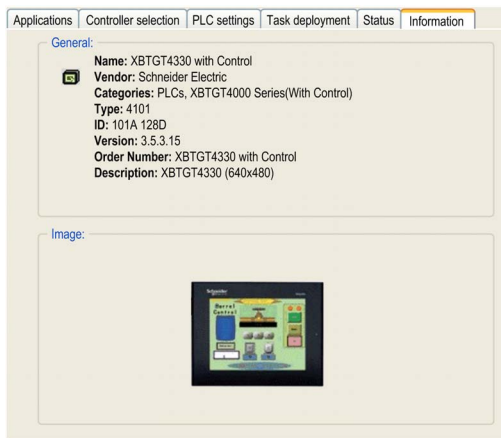 Applications Controller selection PLC settings Task deployment Status Information
General:
Name: XBTGT4330 with Control
Vendor: Schneider Electric
Categories: PLCs, XBTGT4000 Series(With Control)
Type: 4101
ID: 101A 128D
Version: 3.5.3.15
Order Number: XBTGT4330 with Control
Description: XBTGT4330 (640x480)
Image:
Schneider
Barrel
Control